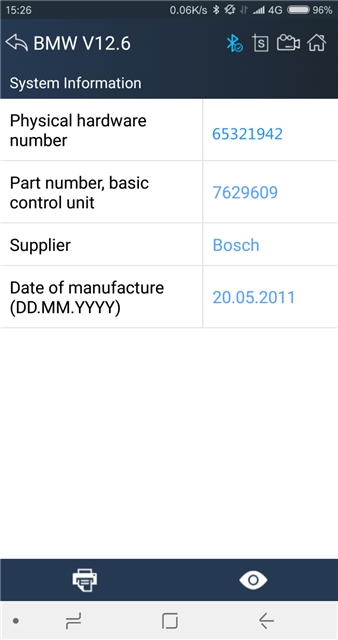 15:26 0.06K/s 4G 96%
BMW V12.6 S
System Information
Physical hardware
number
65321942
Part number, basic
control unit
7629609
Supplier
Bosch
Date of manufacture
(DD.MM.YYYY)
20.05.2011